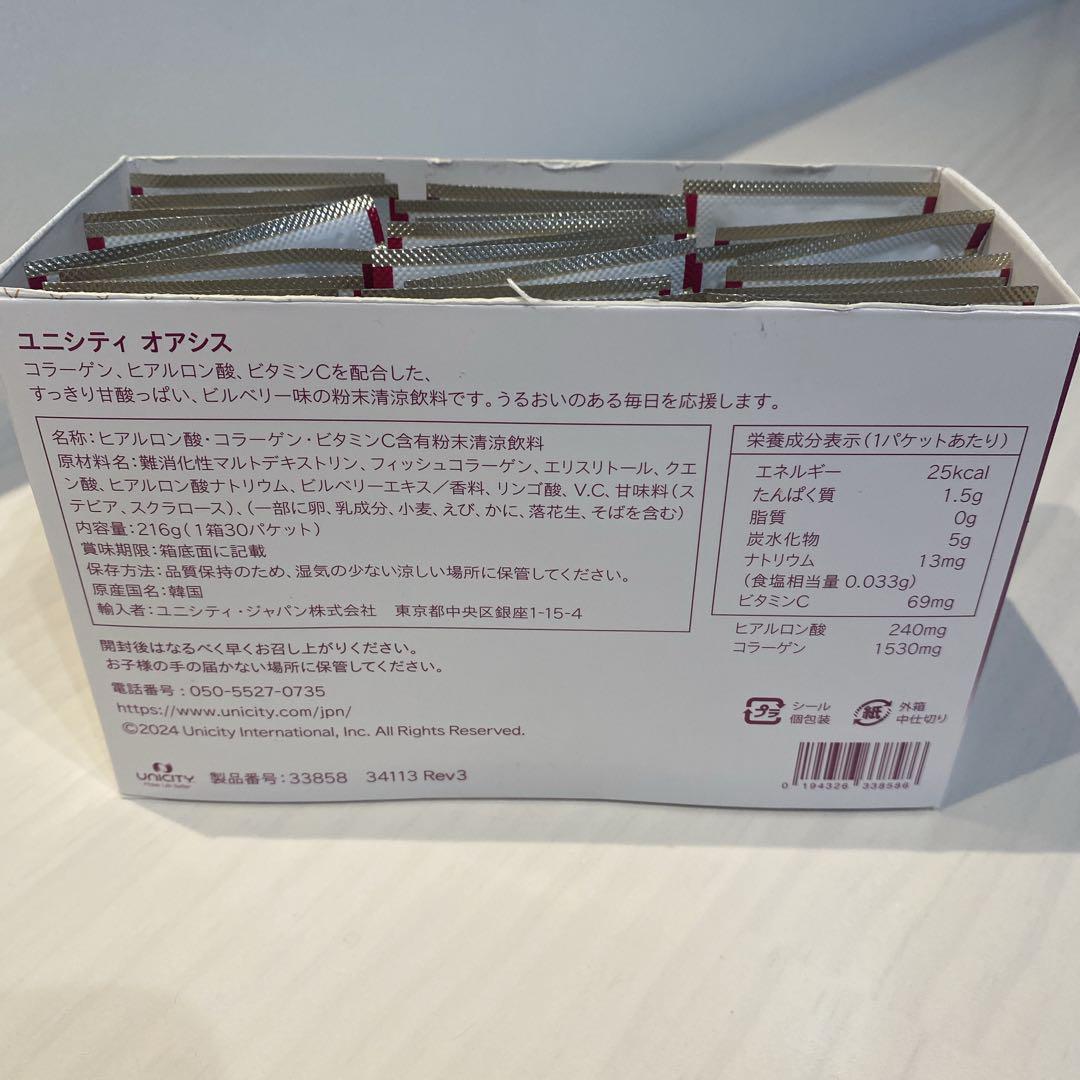 ユニシティ オアシス
コラーゲン、ヒアルロン酸、ビタミンCを配合した、
すっきり甘酸っぱい、ビルベリー味の粉末清涼飲料です。うるおいのある毎日を応援します。
名称:ヒアルロン酸・コラーゲン・ビタミンC含有粉末清涼飲料
原材料名:難消化性マルトデキストリン、フィッシュコラーゲン、エリスリトール、クエ
ン酸、ヒアルロン酸ナトリウム、ビルベリーエキス/香料、リンゴ酸、V.C、甘味料(ス
テビア、スクラロース)、(一部に卵、乳成分、小麦、えび、かに、落花生、そばを含む)
内容量:216g(1箱30パケット)
賞味期限:箱底面に記載
保存方法:品質保持のため、湿気の少ない涼しい場所に保管してください。
原産国名:韓国
輸入者:ユニシティ・ジャパン株式会社 東京都中央区銀座1-15-4
開封後はなるべく早くお召し上がりください。
お子様の手の届かない場所に保管してください。
電話番号:050-5527-0735
https://www.unicity.com/jpn/
©2024 Unicity International, Inc. All Rights Reserved.
UNICITY
Make Life Better
製品番号:33858 34113 Rev3
栄養成分表示(1パケットあたり)
エネルギー 25kcal
たんぱく質 1.5g
脂質 0g
炭水化物 5g
ナトリウム 13mg
(食塩相当量 0.033g)
ビタミンC 69mg
ヒアルロン酸 240mg
コラーゲン 1530mg
プラ シール
個包装
紙 外箱
中仕切り
0 194326 338586